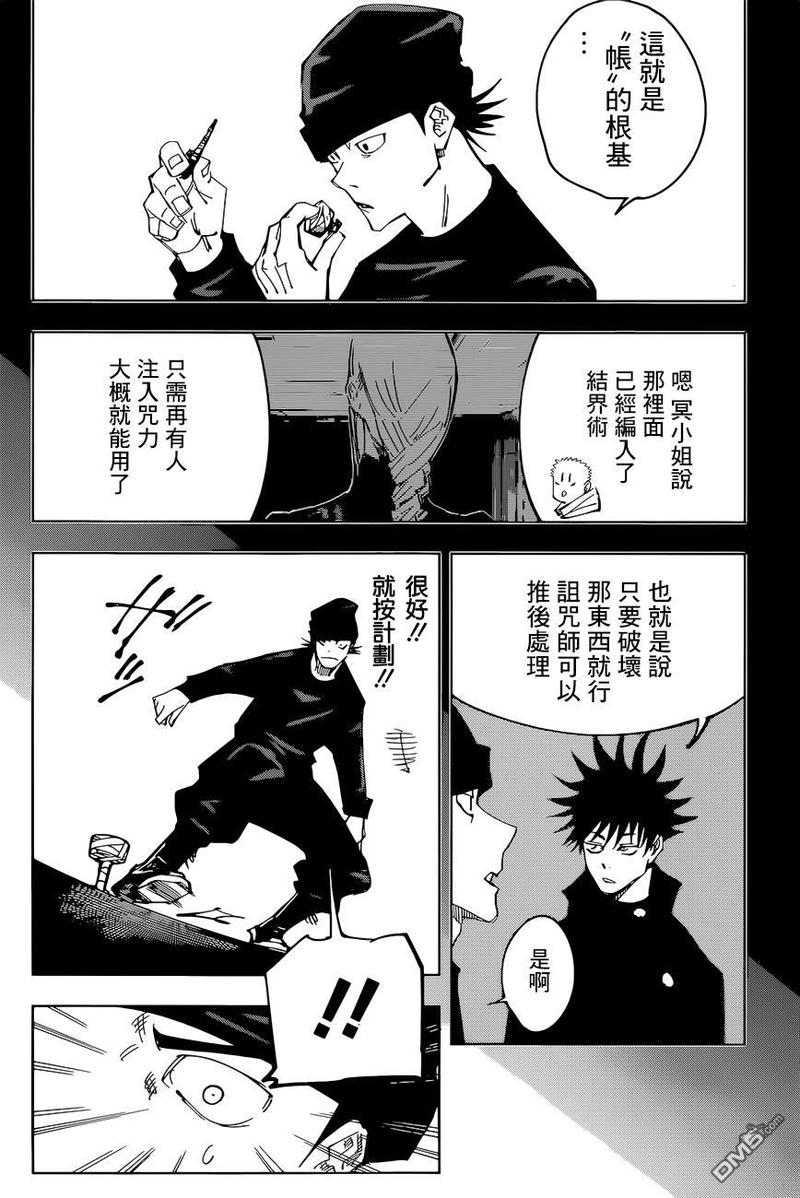 這就是
〝帳〞的根基
…
嗯 冥小姐說
那裡面
已經編入了
結界術
只需再有人
注入咒力
大概就能用了
也就是說
只要破壞
那東西就行
詛咒師可以
推後處理
是啊
很好!!
就按計劃!!
!!
DM5